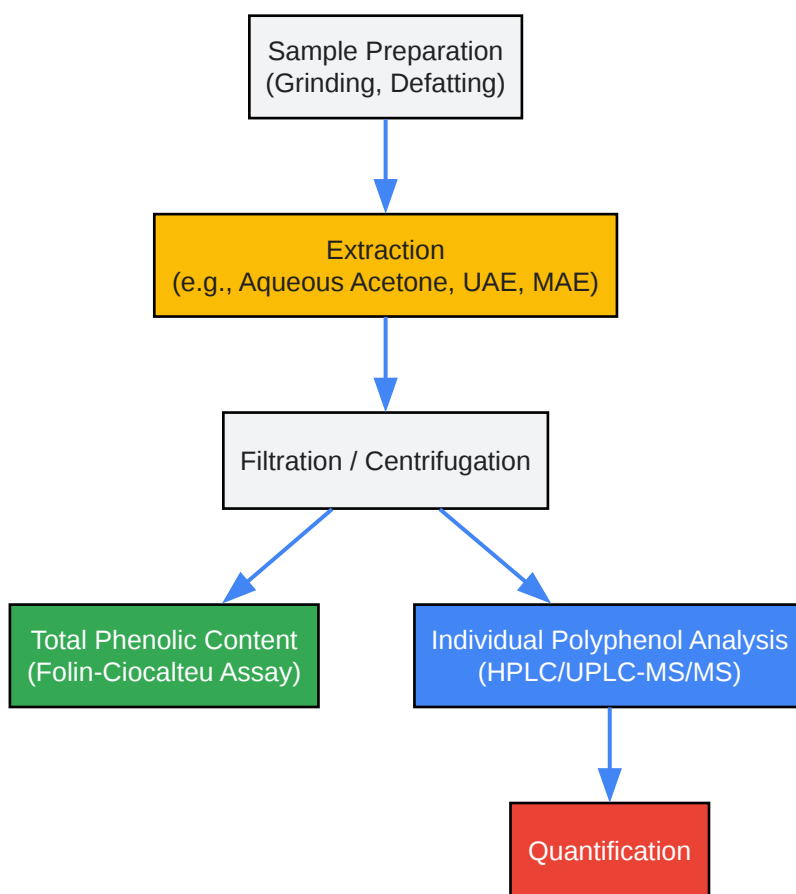 Sample Preparation
(Grinding, Defatting)
Extraction
(e.g., Aqueous Acetone, UAE, MAE)
Filtration / Centrifugation
Total Phenolic Content
(Folin-Ciocalteu Assay)
Individual Polyphenol Analysis
(HPLC/UPLC-MS/MS)
Quantification